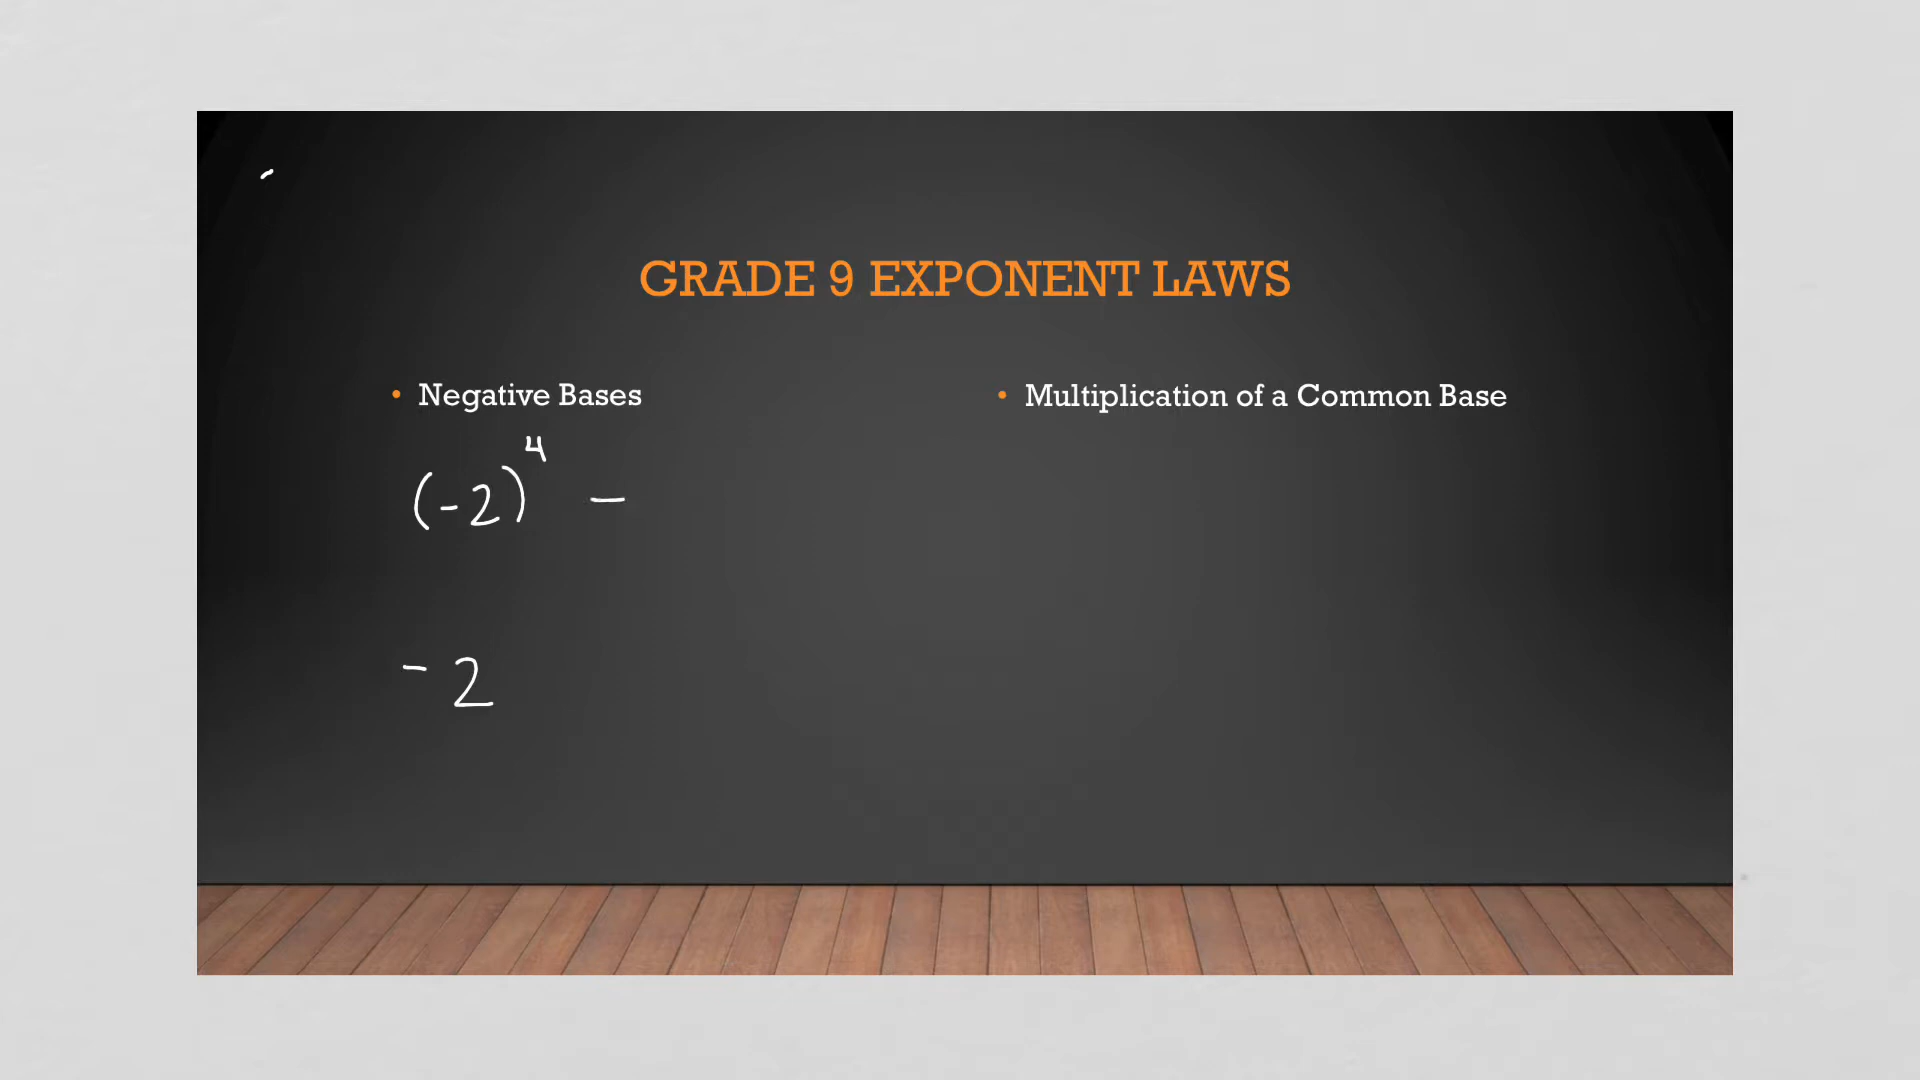 GRADE 9 EXPONENT LAWS
• Negative Bases
(-2)⁴ –
- 2
• Multiplication of a Common Base